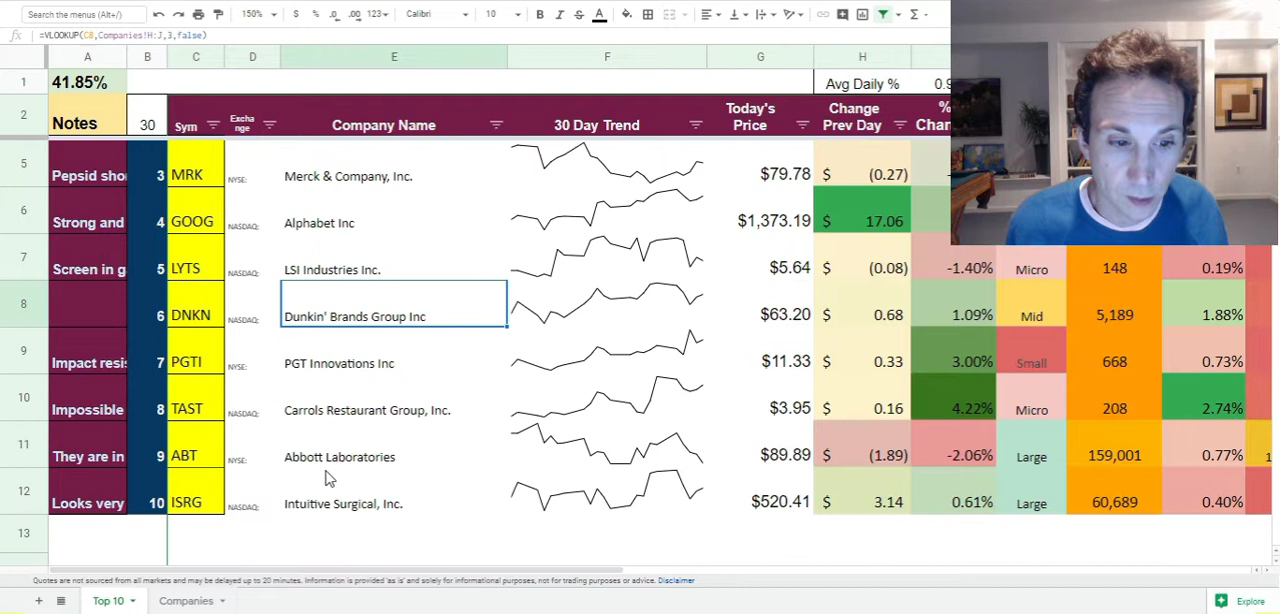 Search the menus (Alt+/) 150% $ % .0 .00 123 Calibri 10 B I S A
fx =VLOOKUP(C8,Companies!H:J,3,false)
A B C D E F G H
1 41.85% Avg Daily %
2 Notes 30 Sym Excha nge Company Name 30 Day Trend Today's Price Change Prev Day %
5 Pepsid 3 MRK NYSE: Merck & Company, Inc. $79.78 $ (0.27)
6 Strong and 4 GOOG NASDAQ: Alphabet Inc $1,373.19 $ 17.06
7 Screen in 5 LYTS NASDAQ: LSI Industries Inc. $5.64 $ (0.08) -1.40% Micro 148 0.19%
8 6 DNKN NASDAQ: Dunkin' Brands Group Inc $63.20 $ 0.68 1.09% Mid 5,189 1.88%
9 Impact 7 PGTI NYSE: PGT Innovations Inc $11.33 $ 0.33 3.00% Small 668 0.73%
10 Impossible 8 TAST NASDAQ: Carrols Restaurant Group, Inc. $3.95 $ 0.16 4.22% Micro 208 2.74%
11 They are in 9 ABT NYSE: Abbott Laboratories $89.89 $ (1.89) -2.06% Large 159,001 0.77% 1
12 Looks very 10 ISRG NASDAQ: Intuitive Surgical, Inc. $520.41 $ 3.14 0.61% Large 60,689 0.40%
13
Quotes are not sourced from all markets and may be delayed up to 20 minutes. Information is provided 'as is' and solely for informational purposes, not for trading purposes or advice. Disclaimer
+ Top 10 Companies Explore